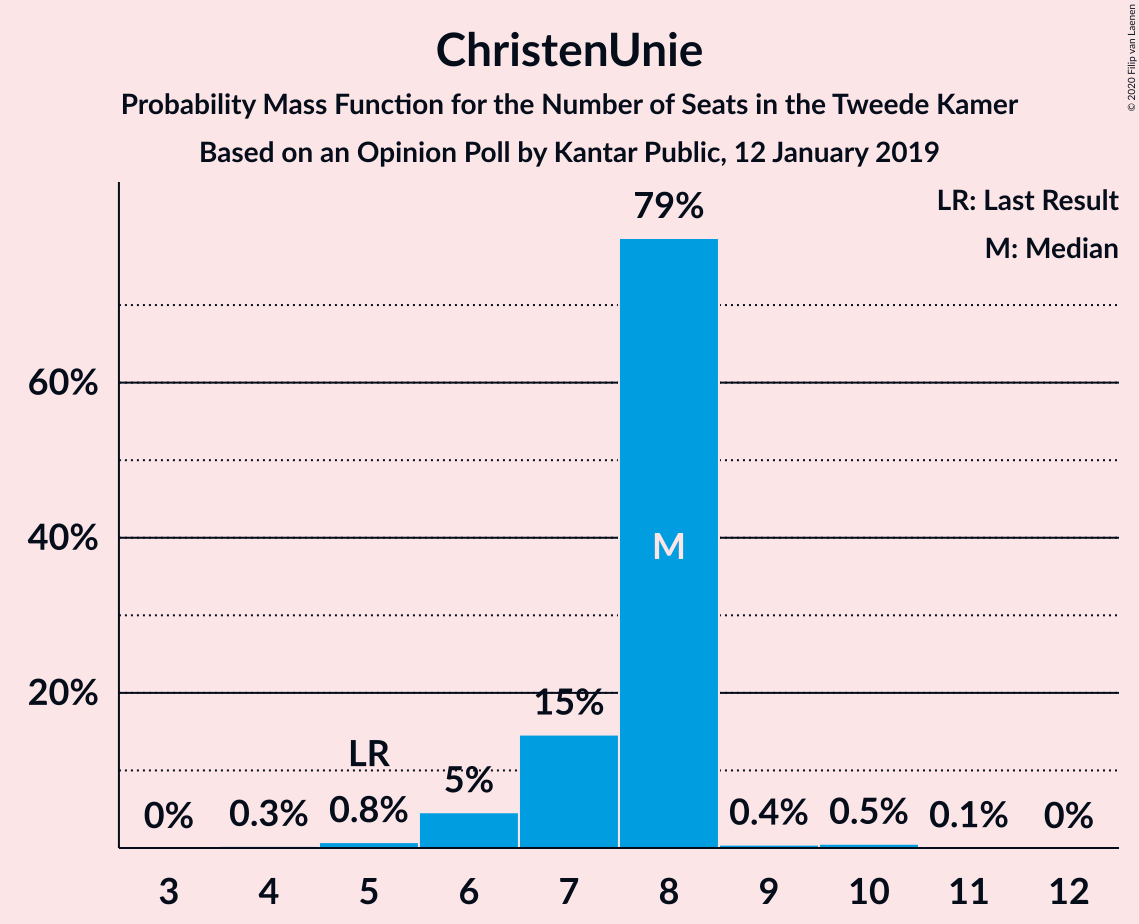 ChristenUnie
Probability Mass Function for the Number of Seats in the Tweede Kamer
Based on an Opinion Poll by Kantar Public, 12 January 2019
© 2020 Filip van Laenen
LR: Last Result
M: Median
79%
60%
40%
M
20%
15%
LR
5%
0% 0.3% 0.8% 0.4% 0.5% 0.1% 0%
3 4 5 6 7 8 9 10 11 12